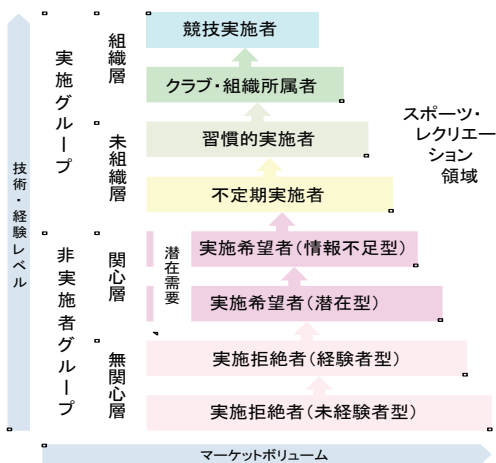 技術・経験レベル
実施グループ
非実施者グループ
組織層
未組織層
関心層
無関心層
競技実施者
クラブ・組織所属者
習慣的実施者
不定期実施者
潜在需要
実施希望者（情報不足型）
実施希望者（潜在型）
実施拒絶者（経験者型）
実施拒絶者（未経験者型）
スポーツ・
レクリエー
ション
領域
マーケットボリューム